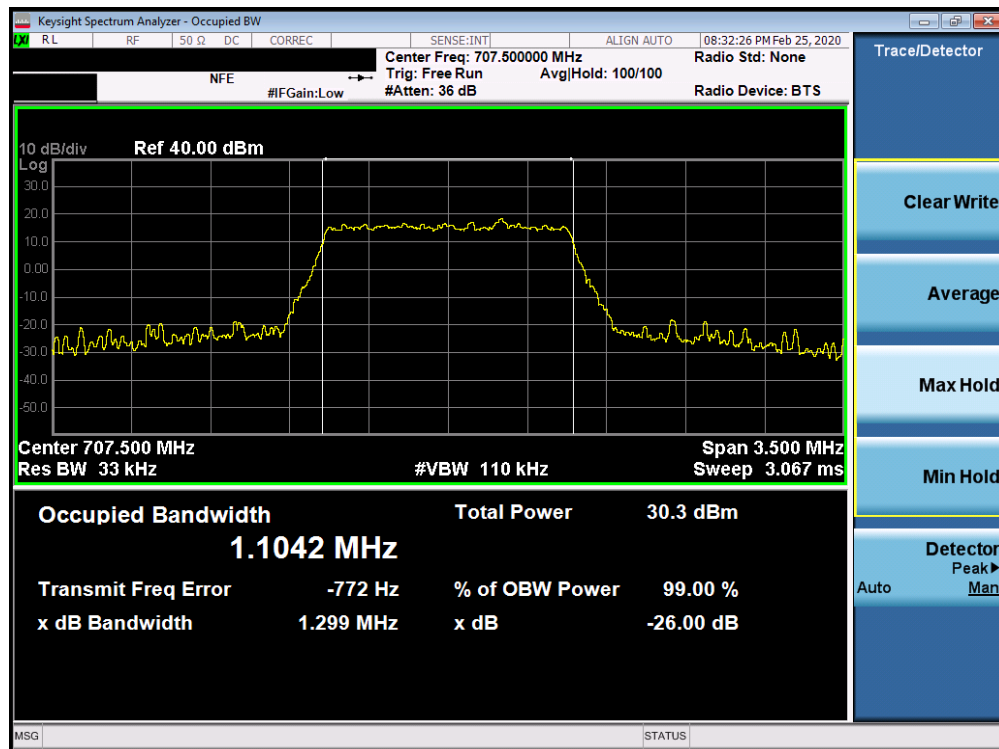 Keysight Spectrum Analyzer - Occupied BW
LXI RL RF 50 Ω DC CORREC SENSE:INT ALIGN AUTO 08:32:26 PM Feb 25, 2020
Center Freq: 707.500000 MHz Radio Std: None
NFE Trig: Free Run Avg|Hold: 100/100
#IFGain:Low #Atten: 36 dB Radio Device: BTS
10 dB/div Ref 40.00 dBm
Log
30.0
20.0
10.0
0.00
-10.0
-20.0
-30.0
-40.0
-50.0
Center 707.500 MHz Span 3.500 MHz
Res BW 33 kHz #VBW 110 kHz Sweep 3.067 ms
Occupied Bandwidth Total Power 30.3 dBm
1.1042 MHz
Transmit Freq Error -772 Hz % of OBW Power 99.00 %
x dB Bandwidth 1.299 MHz x dB -26.00 dB
Trace/Detector
Clear Write
Average
Max Hold
Min Hold
Detector
Peak
Auto Man
MSG STATUS